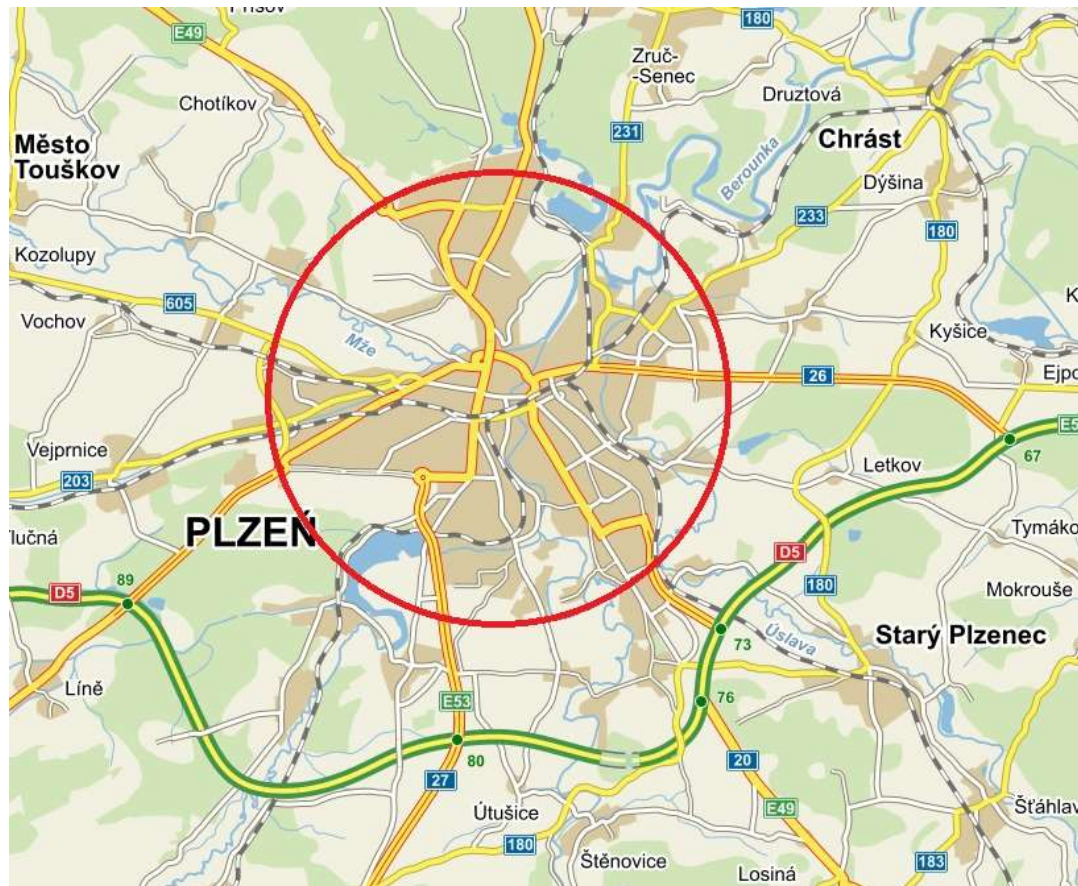 180
E49
Zruč-
-Senec
Chotíkov
Druztová
231
Chrást
Město
Touškov
Berounka
Dýšina
233
180
Kozolupy
605
Vochov
Mže
Kyšice
26
Vejprnice
67
203
Letkov
PLZEŇ
D5
Tymáko
89
D5
180
Mokrouše
Starý Plzenec
Úslava
73
Líně
E53
76
80
27
20
Útušice
E49
180
Štěnovice
183
Losiná